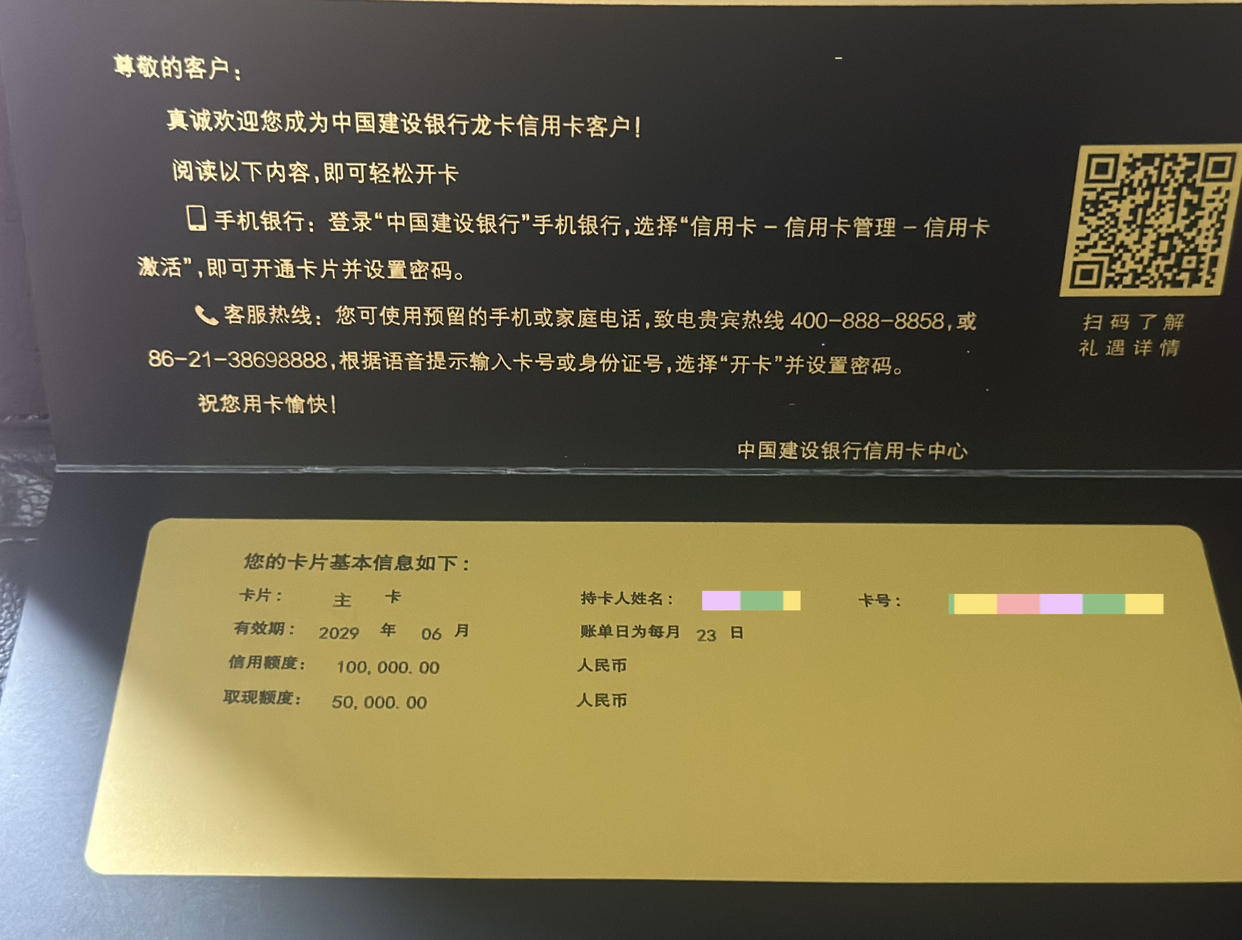 尊敬的客户：
真诚欢迎您成为中国建设银行龙卡信用卡客户！
阅读以下内容，即可轻松开卡
手机银行：登录“中国建设银行”手机银行，选择“信用卡－信用卡管理－信用卡
激活”，即可开通卡片并设置密码。
客服热线：您可使用预留的手机或家庭电话，致电贵宾热线 400-888-8858，或
86-21-38698888，根据语音提示输入卡号或身份证号，选择“开卡”并设置密码。
祝您用卡愉快！
中国建设银行信用卡中心
扫码了解
礼遇详情
您的卡片基本信息如下：
卡片： 主 卡 持卡人姓名： 卡号：
有效期： 2029 年 06 月 账单日为每月 23 日
信用额度： 100,000.00 人民币
取现额度： 50,000.00 人民币